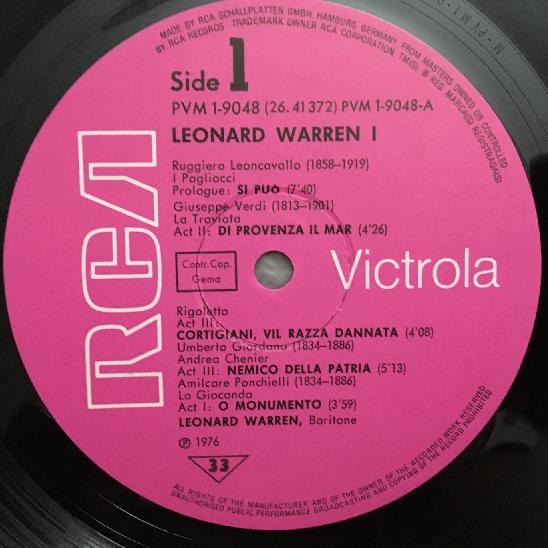 MADE BY RCA SCHALLPLATTEN GMBH, HAMBURG, GERMANY FROM MASTERS OWNED OR CONTROLLED
BY RCA RECORDS TRADEMARK OWNER RCA CORPORATION TM(S) ® REG. MARCA(S) REGISTRADA(S)
Side 1
PVM 1-9048 (26.41372) PVM 1-9048-A
LEONARD WARREN I
Ruggiero Leoncavallo (1858–1919)
I Pagliacci
Prologue: SI PUÒ (7'40)
Giuseppe Verdi (1813–1901)
La Traviata
Act II: DI PROVENZA IL MAR (4'26)
Contr. Cop.
Gema
RCA
Victrola
Rigoletto
Act III:
CORTIGIANI, VIL RAZZA DANNATA (4'08)
Umberto Giordano (1834–1886)
Andrea Chenier
Act III: NEMICO DELLA PATRIA (5'13)
Amilcare Ponchielli (1834–1886)
La Gioconda
Act I: O MONUMENTO (3'59)
LEONARD WARREN, Baritone
℗ 1976
33
ALL RIGHTS OF THE MANUFACTURER AND OF THE OWNER OF THE RECORDED WORK RESERVED
UNAUTHORISED PUBLIC PERFORMANCE BROADCASTING AND COPYING OF THE RECORD PROHIBITED